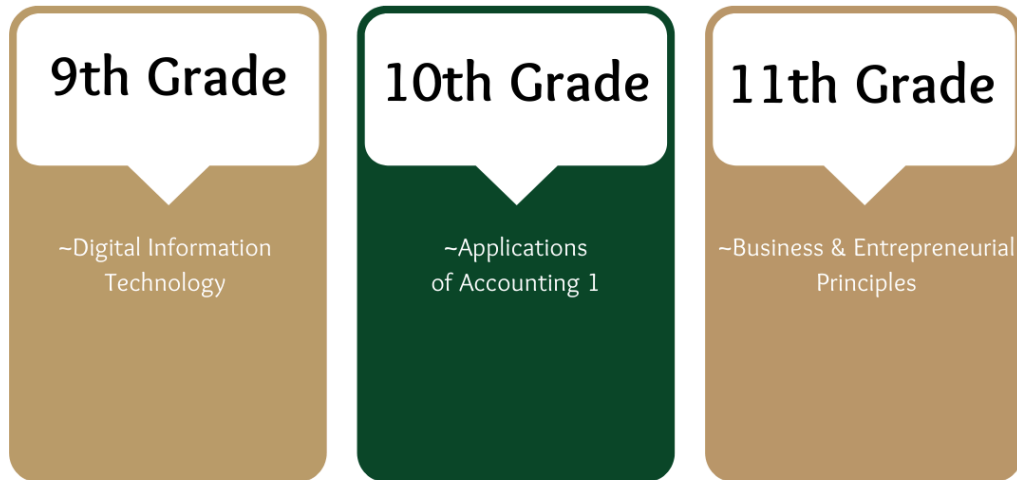 9th Grade
~Digital Information
Technology
10th Grade
~Applications
of Accounting 1
11th Grade
~Business & Entrepreneurial
Principles